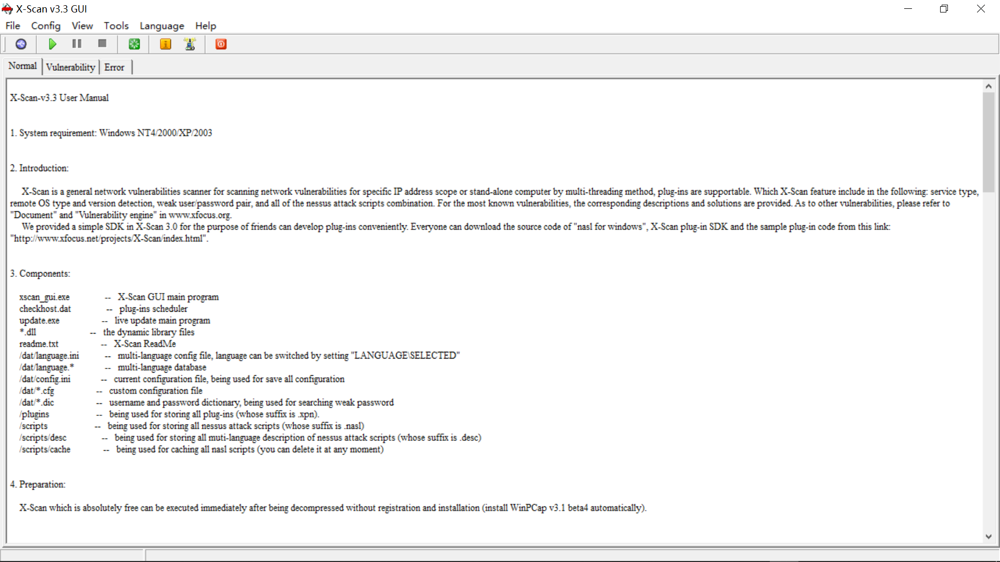 X-Scan v3.3 GUI
File Config View Tools Language Help
Normal Vulnerability Error
X-Scan-v3.3 User Manual
1. System requirement: Windows NT4/2000/XP/2003
2. Introduction:
X-Scan is a general network vulnerabilities scanner for scanning network vulnerabilities for specific IP address scope or stand-alone computer by multi-threading method, plug-ins are supportable. Which X-Scan feature include in the following: service type,
remote OS type and version detection, weak user/password pair, and all of the nessus attack scripts combination. For the most known vulnerabilities, the corresponding descriptions and solutions are provided. As to other vulnerabilities, please refer to
"Document" and "Vulnerability engine" in www.xfocus.org.
We provided a simple SDK in X-Scan 3.0 for the purpose of friends can develop plug-ins conveniently. Everyone can download the source code of "nasl for windows", X-Scan plug-in SDK and the sample plug-in code from this link:
"http://www.xfocus.net/projects/X-Scan/index.html".
3. Components:
xscan_gui.exe -- X-Scan GUI main program
checkhost.dat -- plug-ins scheduler
update.exe -- live update main program
*.dll -- the dynamic library files
readme.txt -- X-Scan ReadMe
/dat/language.ini -- multi-language config file, language can be switched by setting "LANGUAGE\SELECTED"
/dat/language.* -- multi-language database
/dat/config.ini -- current configuration file, being used for save all configuration
/dat/*.cfg -- custom configuration file
/dat/*.dic -- username and password dictionary, being used for searching weak password
/plugins -- being used for storing all plug-ins (whose suffix is .xpn).
/scripts -- being used for storing all nessus attack scripts (whose suffix is .nasl)
/scripts/desc -- being used for storing all muti-language description of nessus attack scripts (whose suffix is .desc)
/scripts/cache -- being used for caching all nasl scripts (you can delete it at any moment)
4. Preparation:
X-Scan which is absolutely free can be executed immediately after being decompressed without registration and installation (install WinPCap v3.1 beta4 automatically).